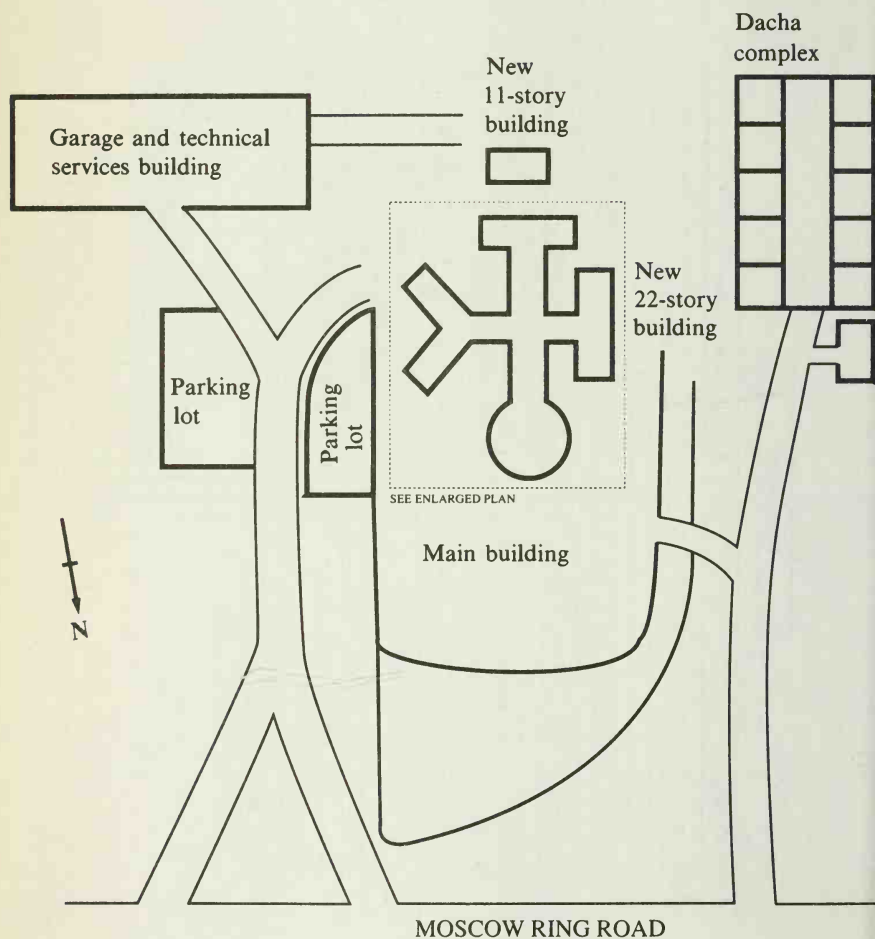 Dacha
complex
New
11-story
building
Garage and technical
services building
New
22-story
building
Parking
lot
Parking
lot
SEE ENLARGED PLAN
Main building
N
MOSCOW RING ROAD